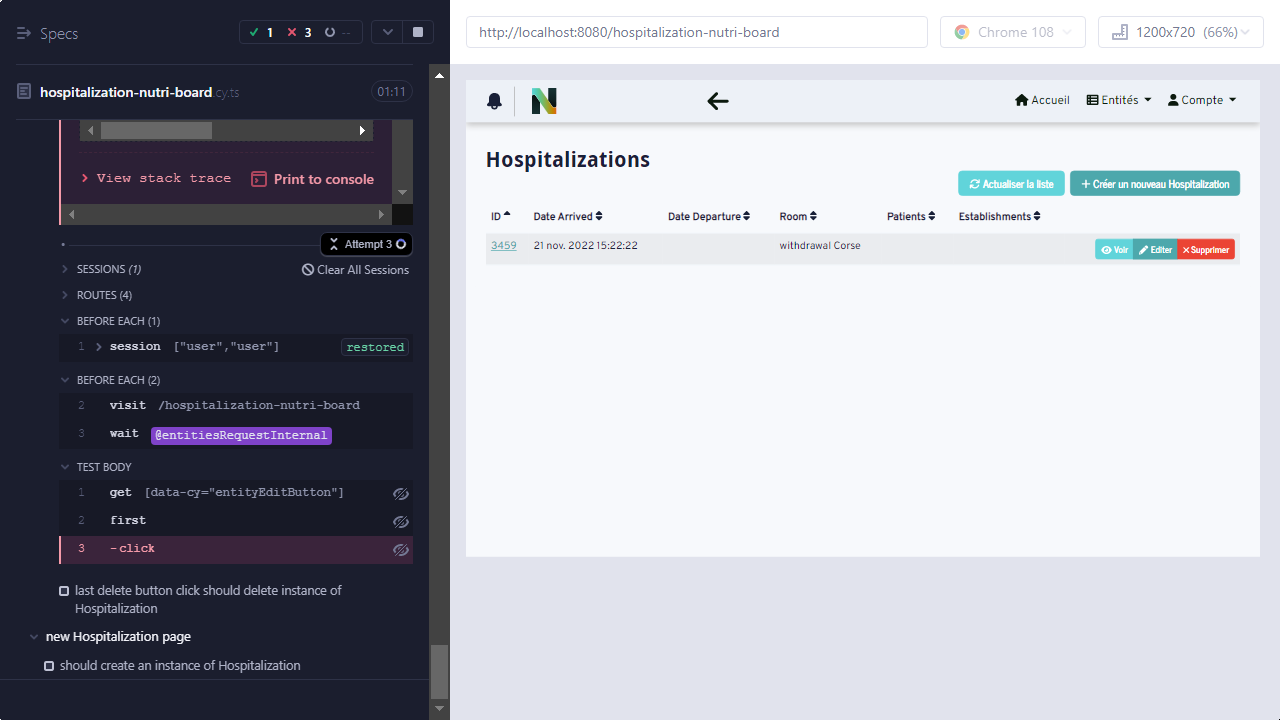 Specs
1
3
--
hospitalization-nutri-board.cy.ts
01:11
View stack trace
Print to console
Attempt 3
SESSIONS (1)
Clear All Sessions
ROUTES (4)
BEFORE EACH (1)
1 session ["user","user"] restored
BEFORE EACH (2)
2 visit /hospitalization-nutri-board
3 wait @entitiesRequestInternal
TEST BODY
1 get [data-cy="entityEditButton"]
2 first
3 -click
last delete button click should delete instance of
Hospitalization
new Hospitalization page
should create an instance of Hospitalization
http://localhost:8080/hospitalization-nutri-board
Chrome 108
1200x720 (66%)
N
Accueil
Entités
Compte
Hospitalizations
Actualiser la liste
+ Créer un nouveau Hospitalization
ID Date Arrived Date Departure Room Patients Establishments
3459 21 nov. 2022 15:22:22 withdrawal Corse
Voir Editer Supprimer